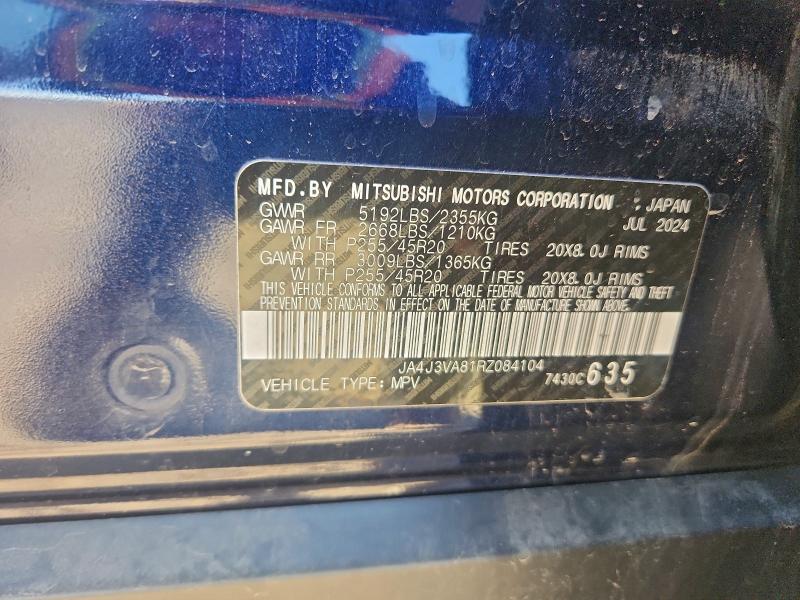 MFD.BY MITSUBISHI MOTORS CORPORATION :JAPAN
GVWR 5192LBS/2355KG JUL 2024
GAWR FR 2668LBS/1210KG
WITH P255/45R20 TIRES 20X8.0J RIMS
GAWR RR 3009LBS/1365KG
WITH P255/45R20 TIRES 20X8.0J RIMS
THIS VEHICLE CONFORMS TO ALL APPLICABLE FEDERAL MOTOR VEHICLE SAFETY AND THEFT
PREVENTION STANDARDS IN EFFECT ON THE DATE OF MANUFACTURE SHOWN ABOVE.
JA4J3VA81RZ084104
VEHICLE TYPE:MPV 7430C635